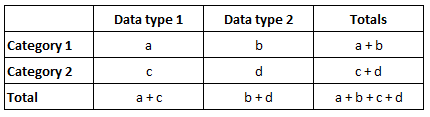 Data type 1 Data type 2 Totals
Category 1 a b a + b
Category 2 c d c + d
Total a + c b + d a + b + c + d